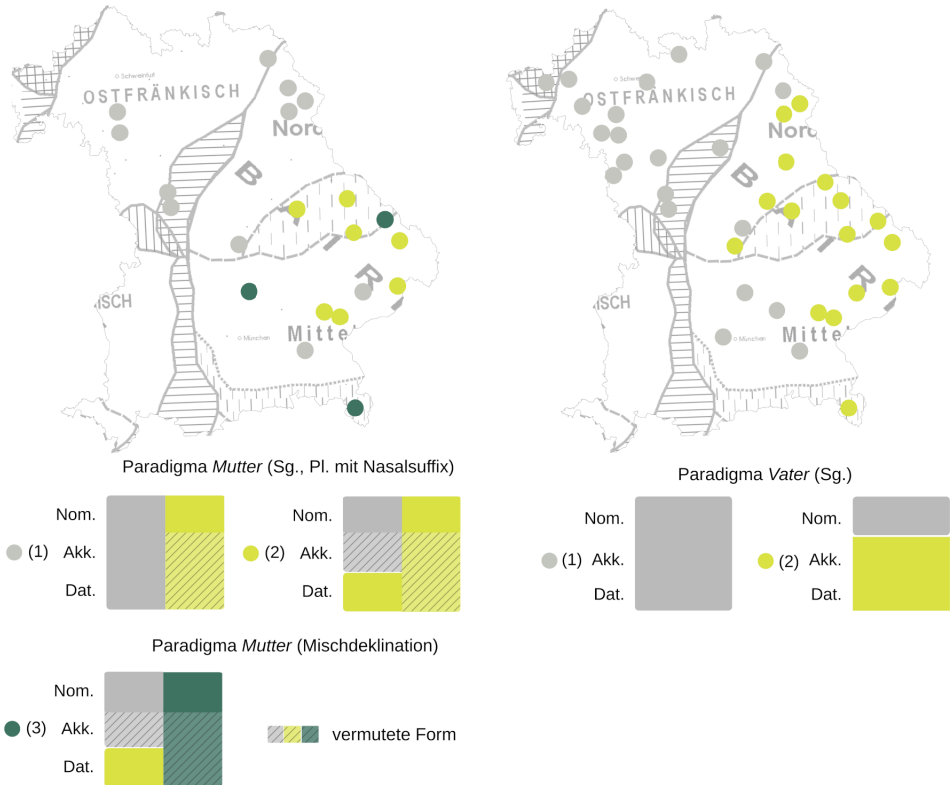 Schweinfurt
OSTFRÄNKISCH
Nord
B
A
I
R
ISCH
München
Mittel
Schweinfurt
OSTFRÄNKISCH
Nord
B
A
I
R
ISCH
München
Mittel
Paradigma Mutter (Sg., Pl. mit Nasalsuffix)
Nom.
(1) Akk.
Dat.
Nom.
(2) Akk.
Dat.
Paradigma Vater (Sg.)
Nom.
(1) Akk.
Dat.
Nom.
(2) Akk.
Dat.
Paradigma Mutter (Mischdeklination)
Nom.
(3) Akk.
Dat.
vermutete Form